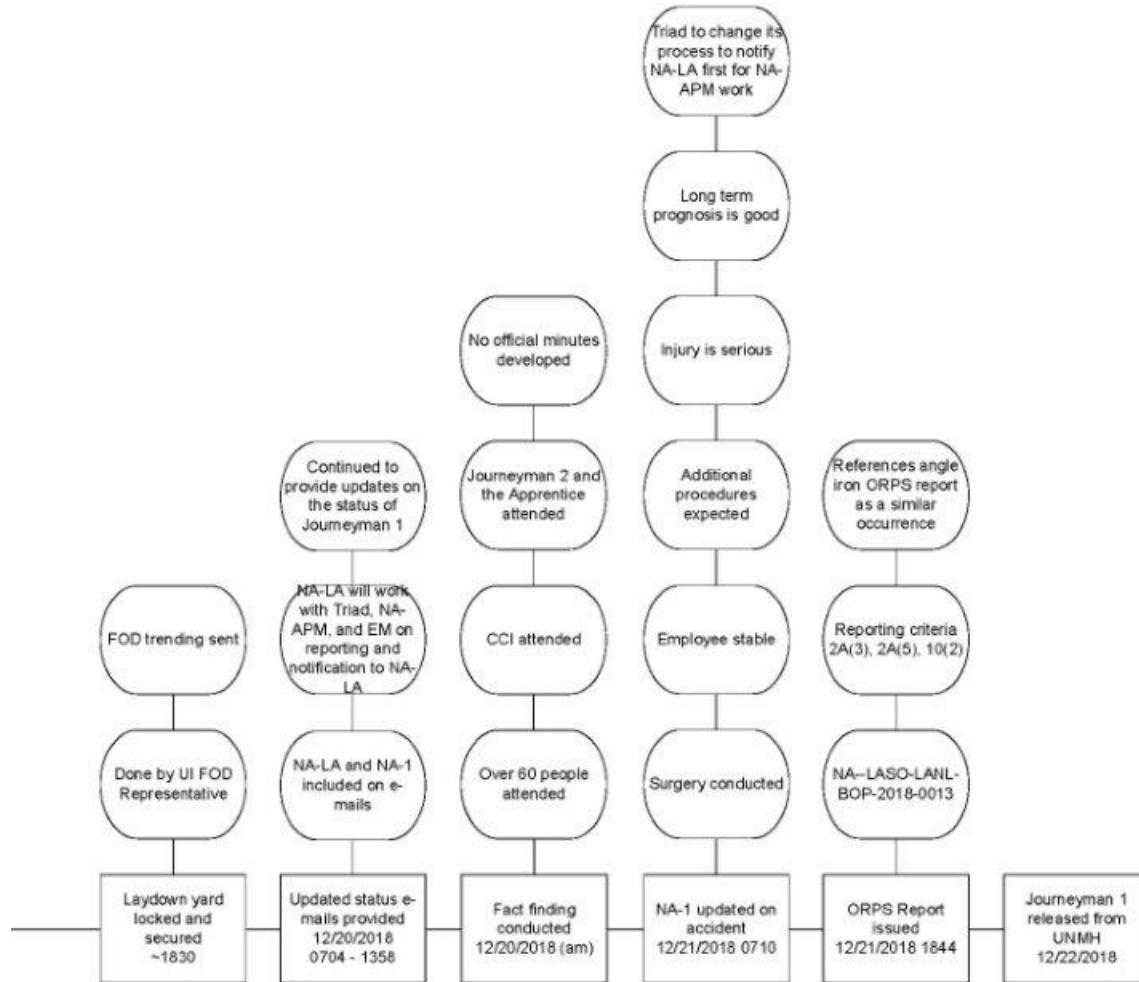 Triad to change its
process to notify
NA-LA first for NA-
APM work
Long term
prognosis is good
No official minutes
developed
Injury is serious
Continued to
provide updates on
the status of
Journeyman 1
Journeyman 2 and
the Apprentice
attended
Additional
procedures
expected
References angle
iron ORPS report
as a similar
occurrence
FOD trending sent
NA-LA will work
with Triad, NA-
APM, and EM on
reporting and
notification to NA-
LA
CCI attended
Employee stable
Reporting criteria
2A(3), 2A(5), 10(2)
Done by UI FOD
Representative
NA-LA and NA-1
included on e-
mails
Over 60 people
attended
Surgery conducted
NA--LASO-LANL-
BOP-2018-0013
Laydown yard
locked and
secured
~1830
Updated status e-
mails provided
12/20/2018
0704 - 1358
Fact finding
conducted
12/20/2018 (am)
NA-1 updated on
accident
12/21/2018 0710
ORPS Report
issued
12/21/2018 1844
Journeyman 1
released from
UNMH
12/22/2018